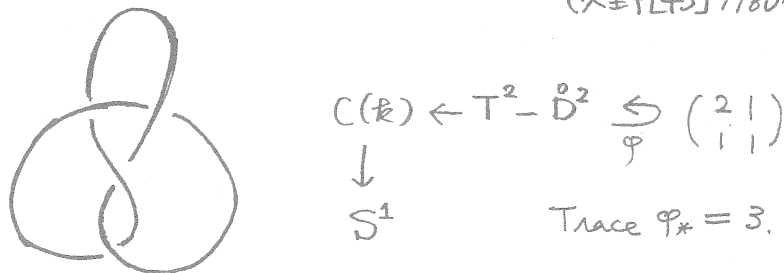 C(k) ← T² − D̊² ↩ φ ( 2 1
1 1 )
↓
S¹ Trace φ* = 3.